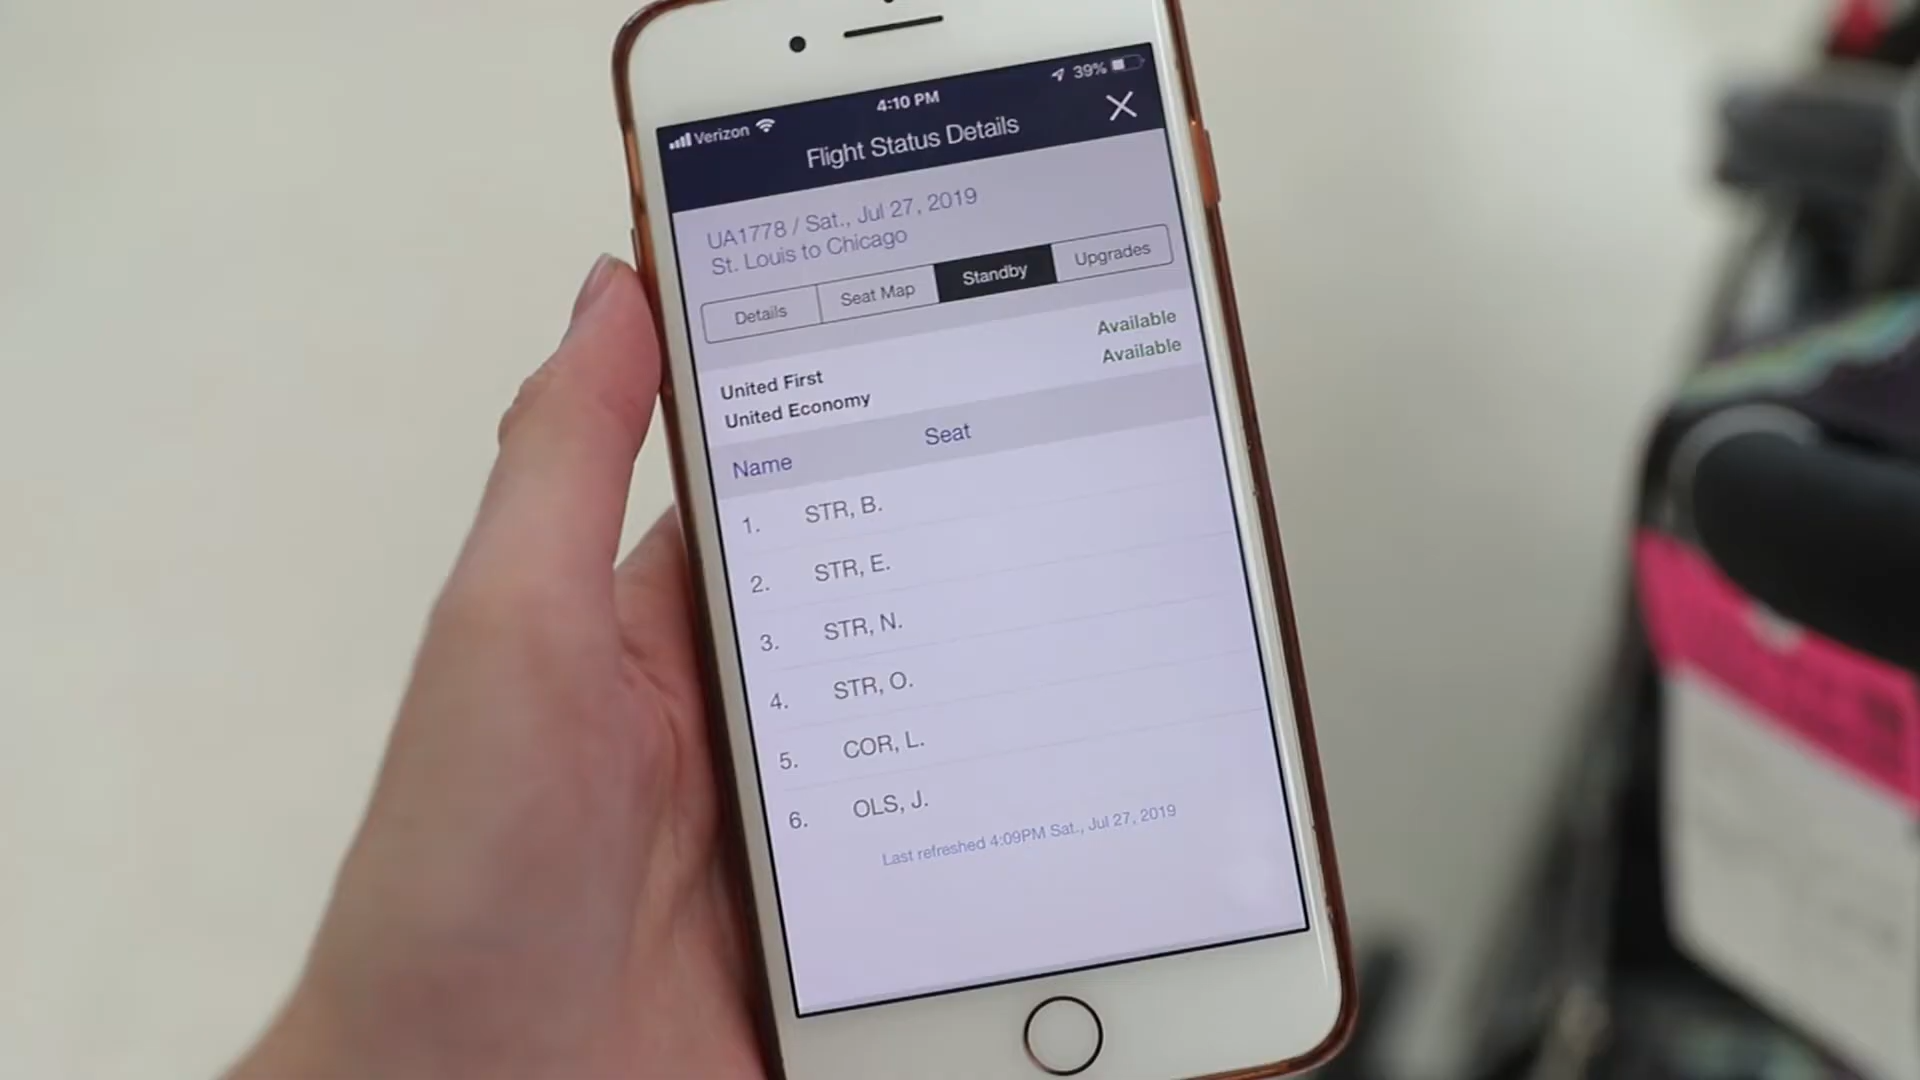 Verizon 4:10 PM 39%
Flight Status Details
UA1778 / Sat., Jul 27, 2019
St. Louis to Chicago
Details Seat Map Standby Upgrades
United First Available
United Economy Available
Name Seat
1. STR, B.
2. STR, E.
3. STR, N.
4. STR, O.
5. COR, L.
6. OLS, J.
Last refreshed 4:09PM Sat., Jul 27, 2019